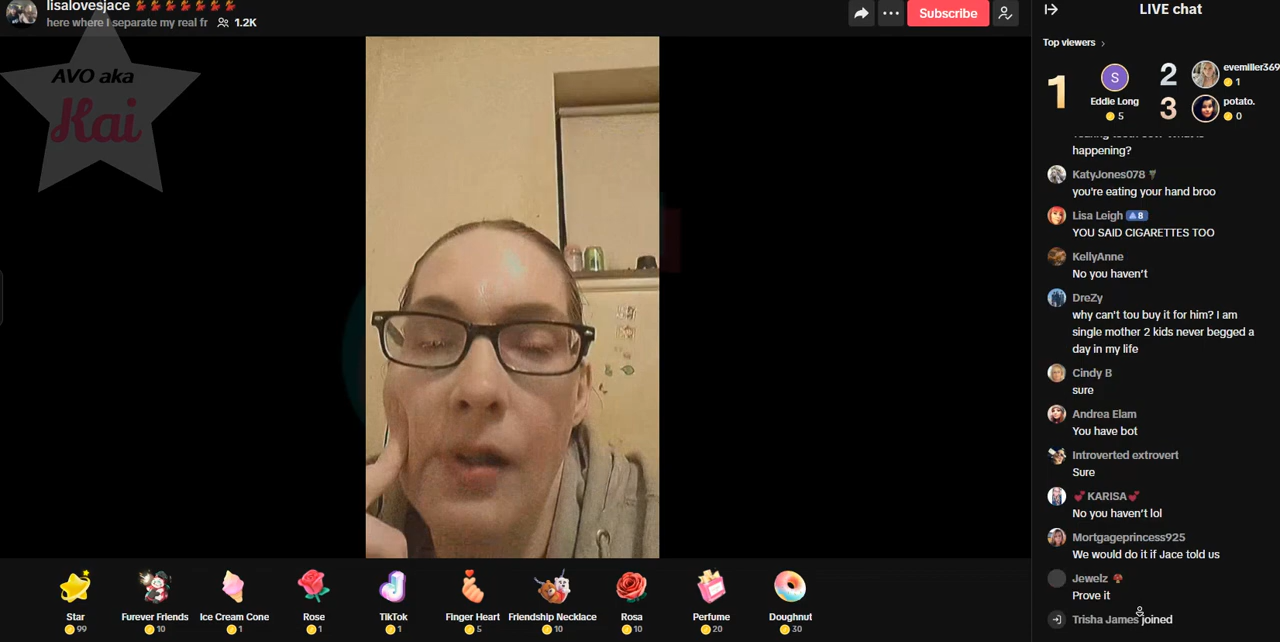 lisalovesjace
here where I separate my real fr 1.2K
Subscribe
AVO aka
Kai
LIVE chat
Top viewers
1
S
Eddie Long
5
2
evemiller369
1
3
potato.
0
happening?
KatyJones078
you're eating your hand broo
Lisa Leigh 8
YOU SAID CIGARETTES TOO
KellyAnne
No you haven't
DreZy
why can't tou buy it for him? I am
single mother 2 kids never begged a
day in my life
Cindy B
sure
Andrea Elam
You have bot
Introverted extrovert
Sure
KARISA
No you haven't lol
Mortgageprincess925
We would do it if Jace told us
Jewelz
Prove it
Trisha James joined
Star
99
Furever Friends
10
Ice Cream Cone
1
Rose
1
TikTok
1
Finger Heart
5
Friendship Necklace
10
Rosa
10
Perfume
20
Doughnut
30